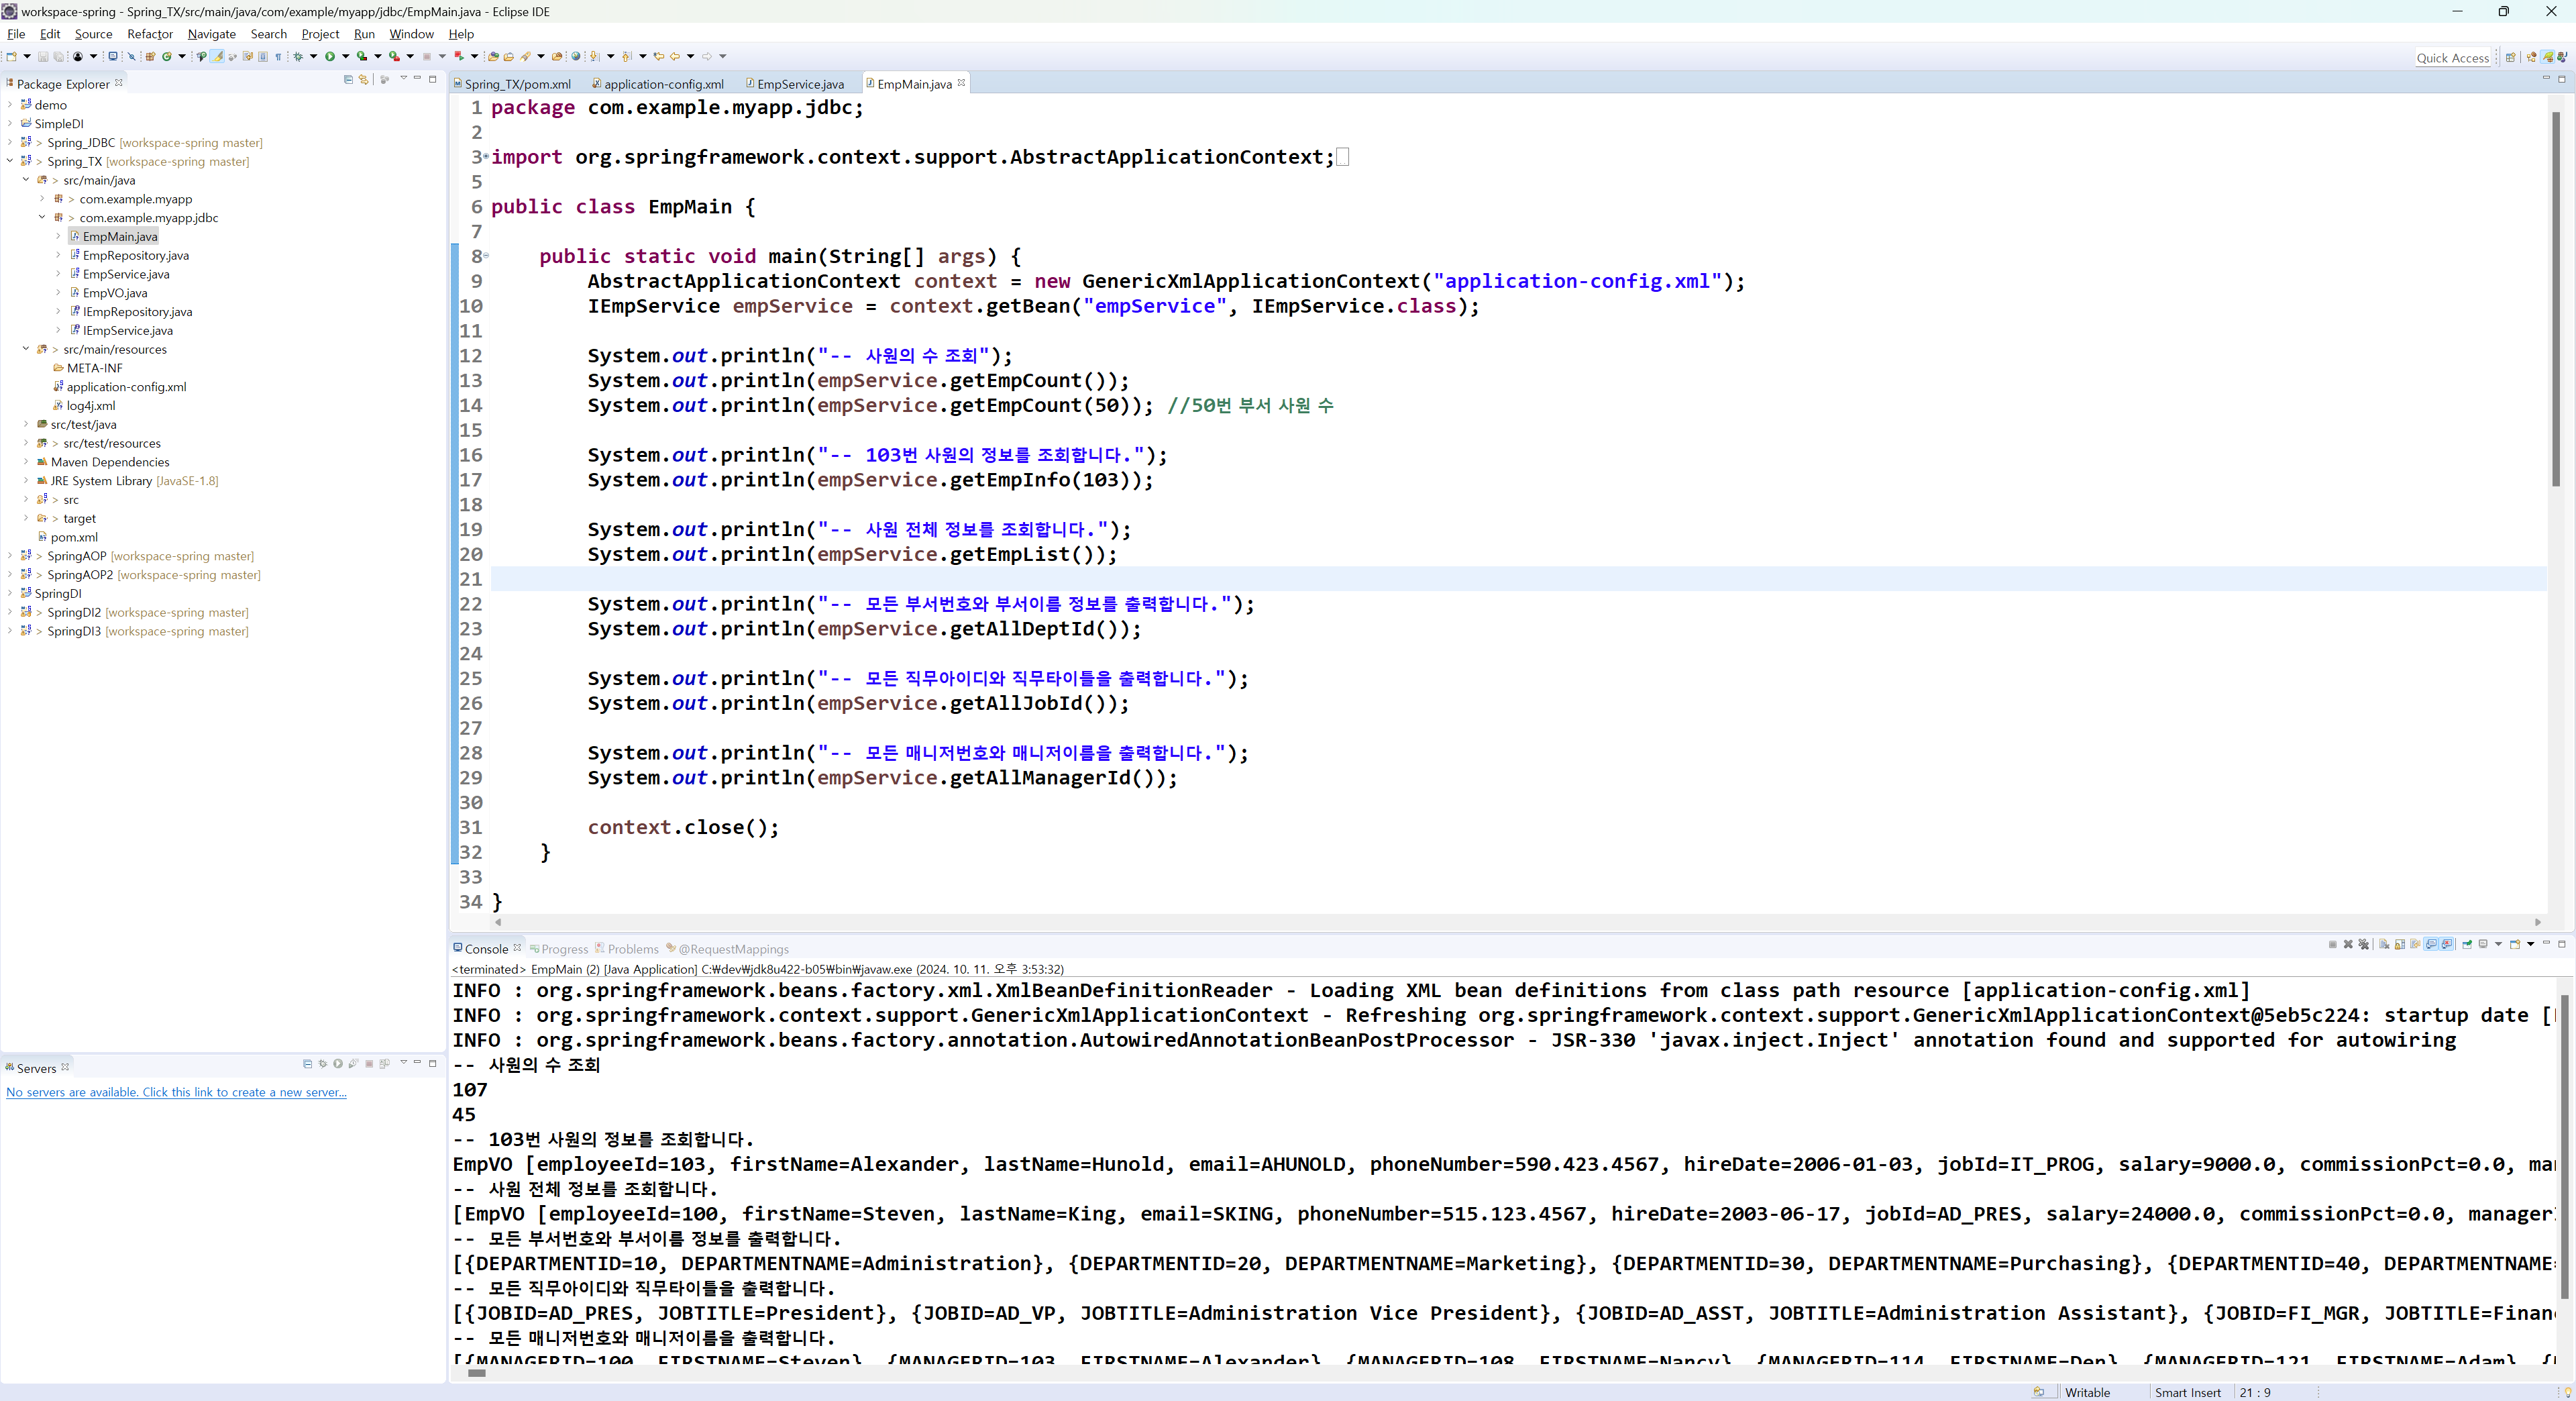 workspace-spring - Spring_TX/src/main/java/com/example/myapp/jdbc/EmpMain.java - Eclipse IDE
File Edit Source Refactor Navigate Search Project Run Window Help
Quick Access
Package Explorer
demo
SimpleDI
> Spring_JDBC [workspace-spring master]
> Spring_TX [workspace-spring master]
> src/main/java
> com.example.myapp
> com.example.myapp.jdbc
EmpMain.java
EmpRepository.java
EmpService.java
EmpVO.java
IEmpRepository.java
IEmpService.java
> src/main/resources
META-INF
application-config.xml
log4j.xml
src/test/java
> src/test/resources
Maven Dependencies
JRE System Library [JavaSE-1.8]
> src
> target
pom.xml
> SpringAOP [workspace-spring master]
> SpringAOP2 [workspace-spring master]
SpringDI
> SpringDI2 [workspace-spring master]
> SpringDI3 [workspace-spring master]
Servers
No servers are available. Click this link to create a new server...
Spring_TX/pom.xml application-config.xml EmpService.java EmpMain.java
1 package com.example.myapp.jdbc;
2
3 import org.springframework.context.support.AbstractApplicationContext;
5
6 public class EmpMain {
7
8 public static void main(String[] args) {
9 AbstractApplicationContext context = new GenericXmlApplicationContext("application-config.xml");
10 IEmpService empService = context.getBean("empService", IEmpService.class);
11
12 System.out.println("-- 사원의 수 조회");
13 System.out.println(empService.getEmpCount());
14 System.out.println(empService.getEmpCount(50)); //50번 부서 사원 수
15
16 System.out.println("-- 103번 사원의 정보를 조회합니다.");
17 System.out.println(empService.getEmpInfo(103));
18
19 System.out.println("-- 사원 전체 정보를 조회합니다.");
20 System.out.println(empService.getEmpList());
21
22 System.out.println("-- 모든 부서번호와 부서이름 정보를 출력합니다.");
23 System.out.println(empService.getAllDeptId());
24
25 System.out.println("-- 모든 직무아이디와 직무타이틀을 출력합니다.");
26 System.out.println(empService.getAllJobId());
27
28 System.out.println("-- 모든 매니저번호와 매니저이름을 출력합니다.");
29 System.out.println(empService.getAllManagerId());
30
31 context.close();
32 }
33
34 }
Console Progress Problems @RequestMappings
<terminated> EmpMain (2) [Java Application] C:₩dev₩jdk8u422-b05₩bin₩javaw.exe (2024. 10. 11. 오후 3:53:32)
INFO : org.springframework.beans.factory.xml.XmlBeanDefinitionReader - Loading XML bean definitions from class path resource [application-config.xml]
INFO : org.springframework.context.support.GenericXmlApplicationContext - Refreshing org.springframework.context.support.GenericXmlApplicationContext@5eb5c224: startup date [
INFO : org.springframework.beans.factory.annotation.AutowiredAnnotationBeanPostProcessor - JSR-330 'javax.inject.Inject' annotation found and supported for autowiring
-- 사원의 수 조회
107
45
-- 103번 사원의 정보를 조회합니다.
EmpVO [employeeId=103, firstName=Alexander, lastName=Hunold, email=AHUNOLD, phoneNumber=590.423.4567, hireDate=2006-01-03, jobId=IT_PROG, salary=9000.0, commissionPct=0.0, ma
-- 사원 전체 정보를 조회합니다.
[EmpVO [employeeId=100, firstName=Steven, lastName=King, email=SKING, phoneNumber=515.123.4567, hireDate=2003-06-17, jobId=AD_PRES, salary=24000.0, commissionPct=0.0, manager
-- 모든 부서번호와 부서이름 정보를 출력합니다.
[{DEPARTMENTID=10, DEPARTMENTNAME=Administration}, {DEPARTMENTID=20, DEPARTMENTNAME=Marketing}, {DEPARTMENTID=30, DEPARTMENTNAME=Purchasing}, {DEPARTMENTID=40, DEPARTMENTNAME=
-- 모든 직무아이디와 직무타이틀을 출력합니다.
[{JOBID=AD_PRES, JOBTITLE=President}, {JOBID=AD_VP, JOBTITLE=Administration Vice President}, {JOBID=AD_ASST, JOBTITLE=Administration Assistant}, {JOBID=FI_MGR, JOBTITLE=Finan
-- 모든 매니저번호와 매니저이름을 출력합니다.
[{MANAGERID=100, FIRSTNAME=Steven}, {MANAGERID=103, FIRSTNAME=Alexander}, {MANAGERID=108, FIRSTNAME=Nancy}, {MANAGERID=114, FIRSTNAME=Den}, {MANAGERID=121, FIRSTNAME=Adam}, {
Writable Smart Insert 21 : 9